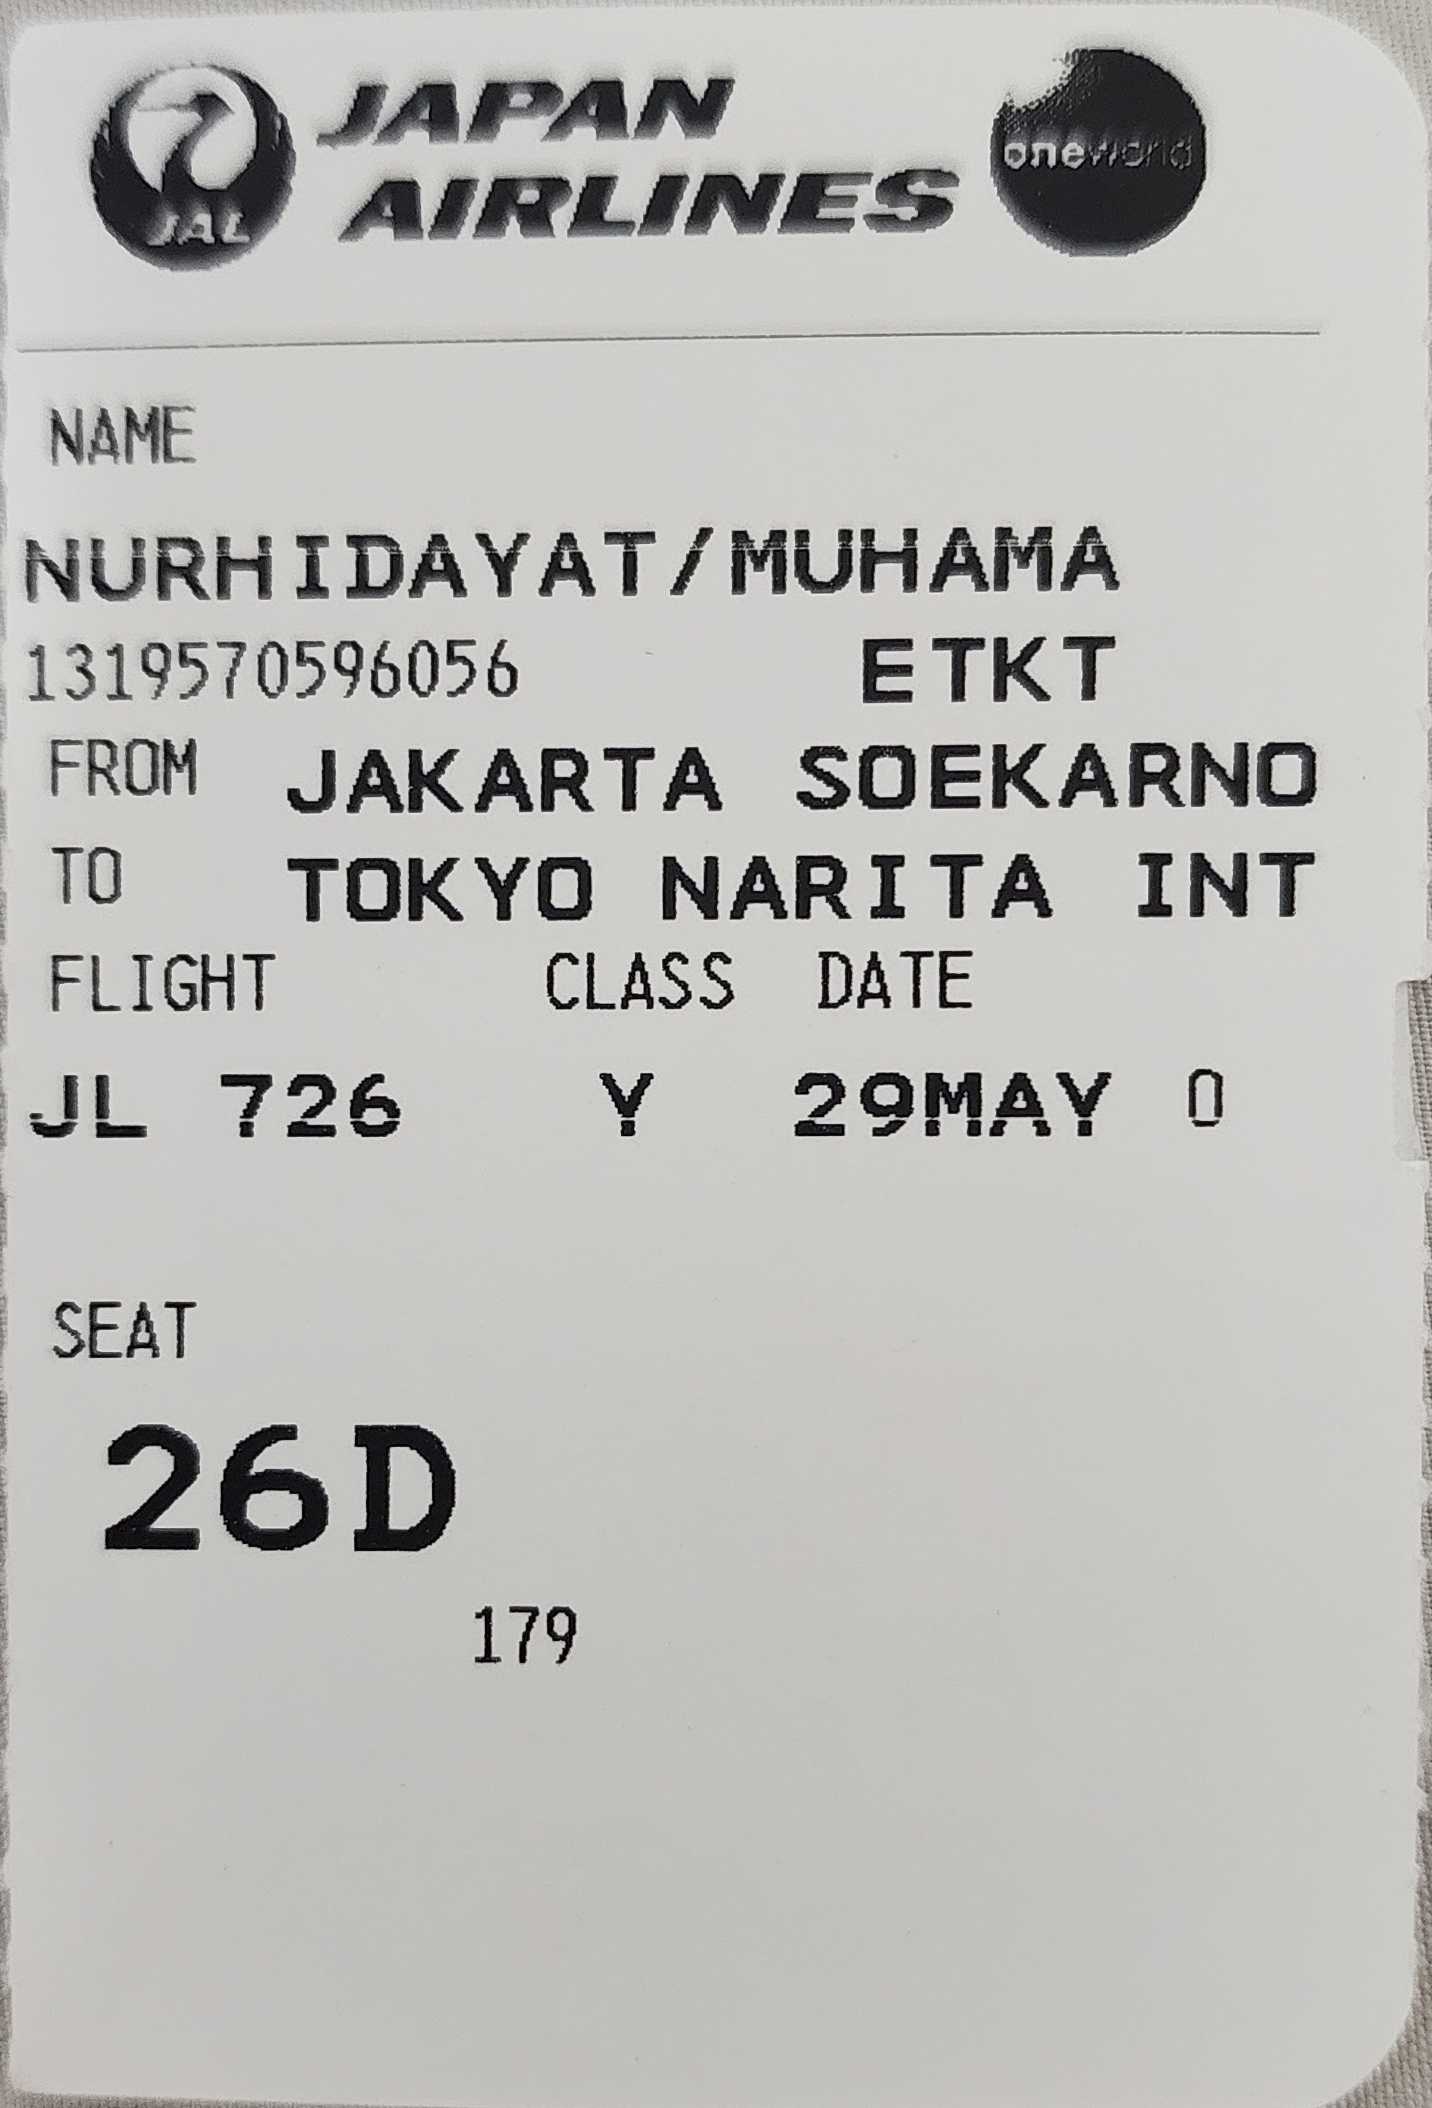 JAL JAPAN AIRLINES oneworld
NAME
NURHIDAYAT/MUHAMA
1319570596056 ETKT
FROM JAKARTA SOEKARNO
TO TOKYO NARITA INT
FLIGHT CLASS DATE
JL 726 Y 29MAY 0
SEAT
26D
179